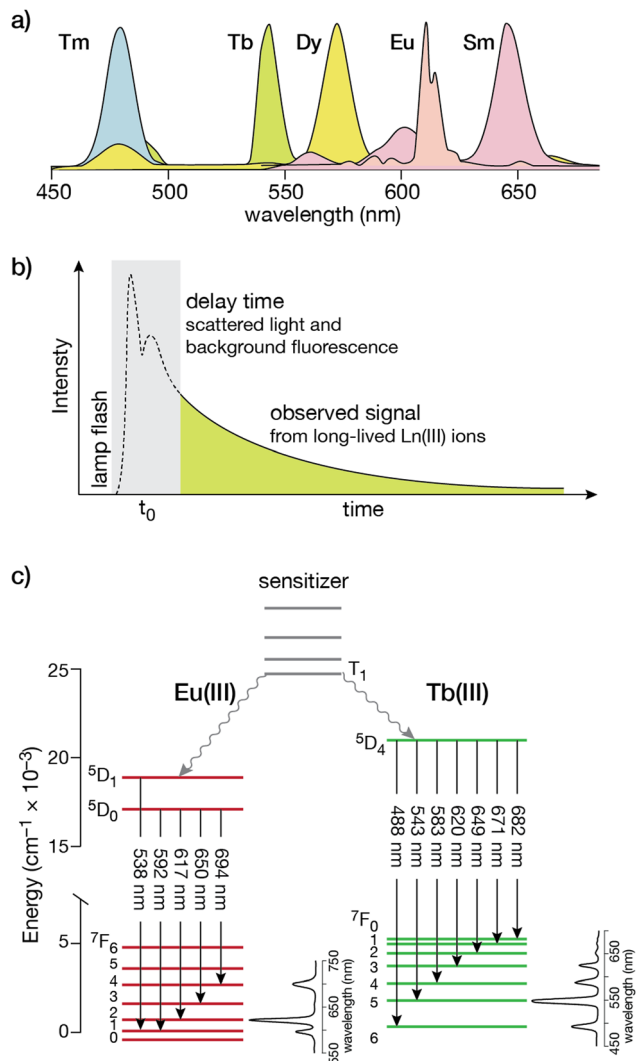 a)
Tm
Tb
Dy
Eu
Sm
450
500
550
600
650
wavelength (nm)
b)
Intensty
lamp flash
delay time
scattered light and
background fluorescence
observed signal
from long-lived Ln(III) ions
t₀
time
c)
sensitizer
T₁
Energy (cm⁻¹ × 10⁻³)
25
20
15
5
0
Eu(III)
⁵D₁
⁵D₀
538 nm
592 nm
617 nm
650 nm
694 nm
⁷F₆
5
4
3
2
1
0
750
650
550
wavelength (nm)
Tb(III)
⁵D₄
488 nm
543 nm
583 nm
620 nm
649 nm
671 nm
682 nm
⁷F₀
1
2
3
4
5
6
650
550
450
wavelength (nm)